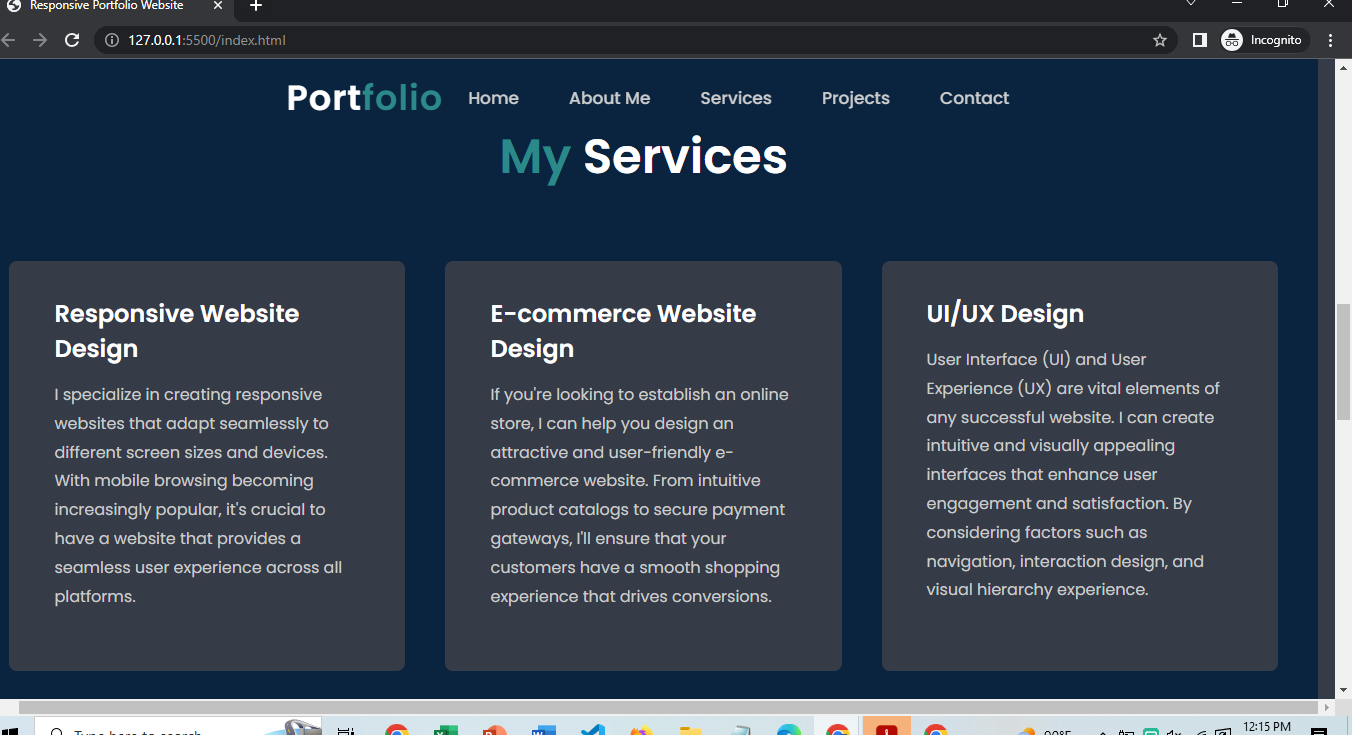 Responsive Portfolio Website
127.0.0.1:5500/index.html
Incognito
Portfolio Home About Me Services Projects Contact
My Services
Responsive Website
Design
I specialize in creating responsive
websites that adapt seamlessly to
different screen sizes and devices.
With mobile browsing becoming
increasingly popular, it's crucial to
have a website that provides a
seamless user experience across all
platforms.
E-commerce Website
Design
If you're looking to establish an online
store, I can help you design an
attractive and user-friendly e-
commerce website. From intuitive
product catalogs to secure payment
gateways, I'll ensure that your
customers have a smooth shopping
experience that drives conversions.
UI/UX Design
User Interface (UI) and User
Experience (UX) are vital elements of
any successful website. I can create
intuitive and visually appealing
interfaces that enhance user
engagement and satisfaction. By
considering factors such as
navigation, interaction design, and
visual hierarchy experience.
Type here to search
90°F
12:15 PM